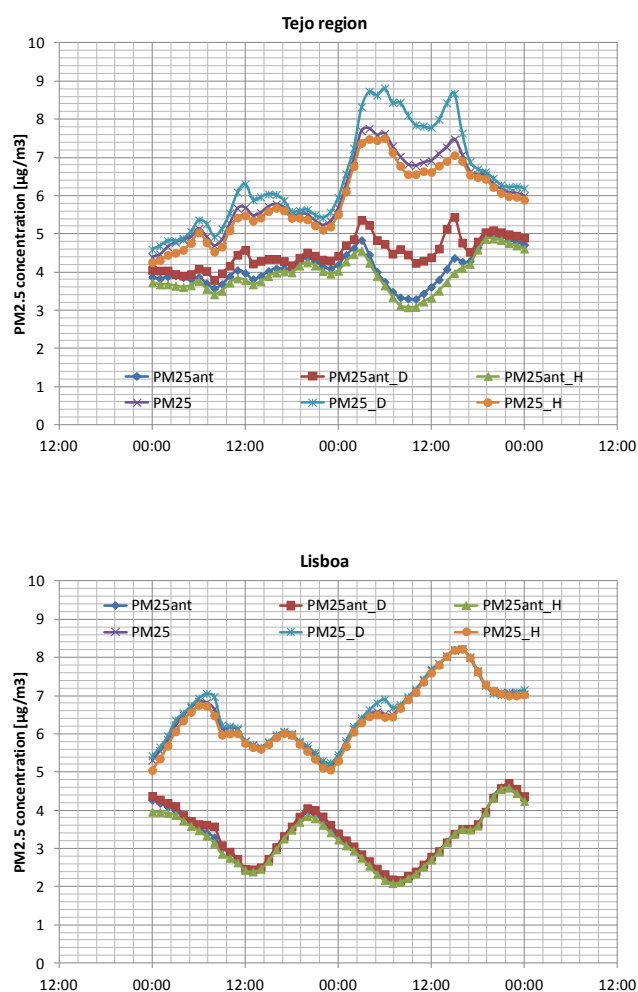 Tejo region
PM2.5 concentration [µg/m3]
10
9
8
7
6
5
4
3
2
1
0
PM25ant PM25ant_D PM25ant_H
PM25 PM25_D PM25_H
12:00 00:00 12:00 00:00 12:00 00:00 12:00
Lisboa
PM2.5 concentration [µg/m3]
10
9
8
7
6
5
4
3
2
1
0
PM25ant PM25ant_D PM25ant_H
PM25 PM25_D PM25_H
12:00 00:00 12:00 00:00 12:00 00:00 12:00